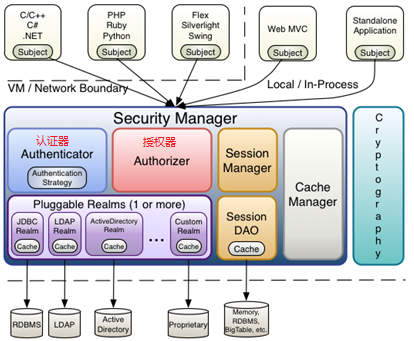 C/C++
C#
.NET
Subject
PHP
Ruby
Python
Subject
Flex
Silverlight
Swing
Subject
Web MVC
Subject
Standalone
Application
Subject
VM / Network Boundary
Local / In-Process
Security Manager
认证器
Authenticator
Authentication
Strategy
授权器
Authorizer
Session
Manager
Cache
Manager
Cryptography
Pluggable Realms (1 or more)
JDBC
Realm
Cache
LDAP
Realm
Cache
ActiveDirectory
Realm
Cache
...
Custom
Realm
Cache
Session
DAO
Cache
RDBMS
LDAP
Active
Directory
Proprietary
Memory,
RDBMS,
BigTable, etc.